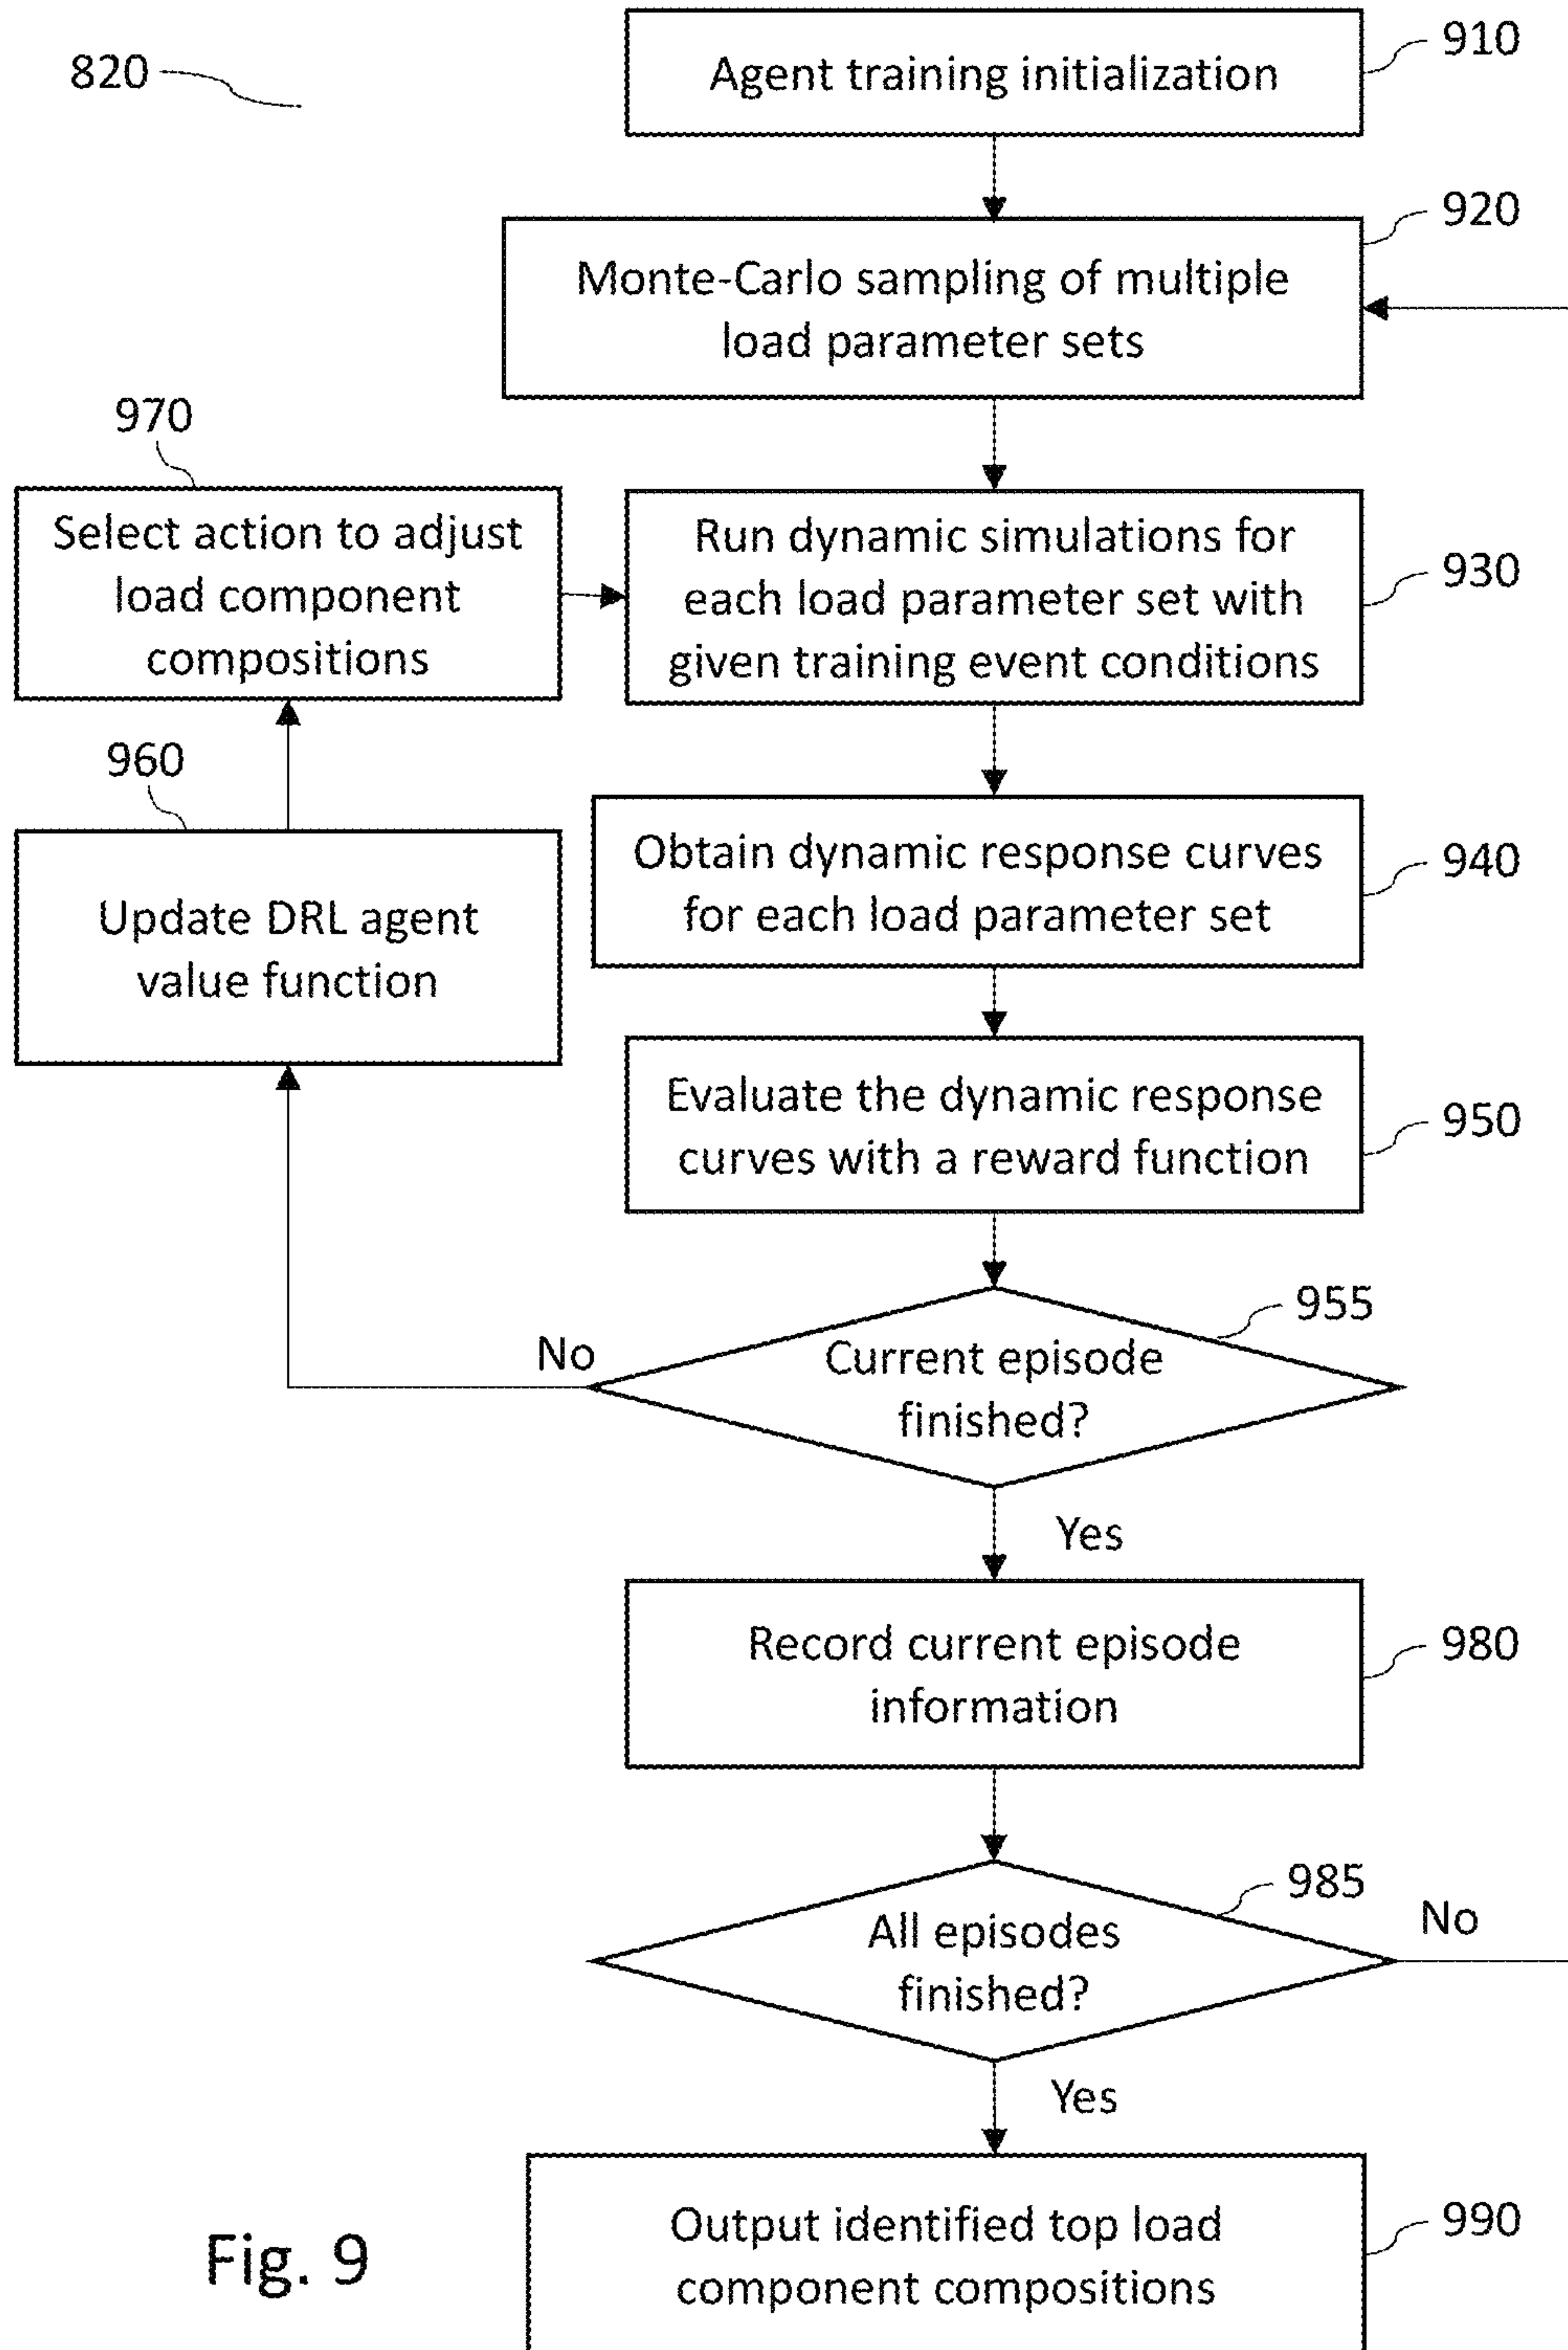 820
Agent training initialization
910
Monte-Carlo sampling of multiple
load parameter sets
920
970
Select action to adjust
load component
compositions
Run dynamic simulations for
each load parameter set with
given training event conditions
930
960
Update DRL agent
value function
Obtain dynamic response curves
for each load parameter set
940
Evaluate the dynamic response
curves with a reward function
950
955
No
Current episode
finished?
Yes
Record current episode
information
980
985
All episodes
finished?
No
Yes
Output identified top load
component compositions
990
Fig. 9